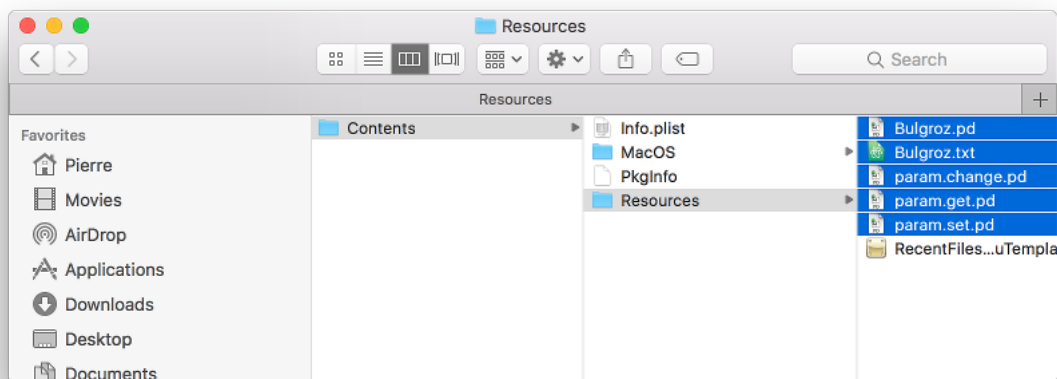 Resources
Search
Resources
Favorites
Pierre
Movies
AirDrop
Applications
Downloads
Desktop
Documents
Contents
Info.plist
MacOS
PkgInfo
Resources
Bulgroz.pd
Bulgroz.txt
param.change.pd
param.get.pd
param.set.pd
RecentFiles...uTempla